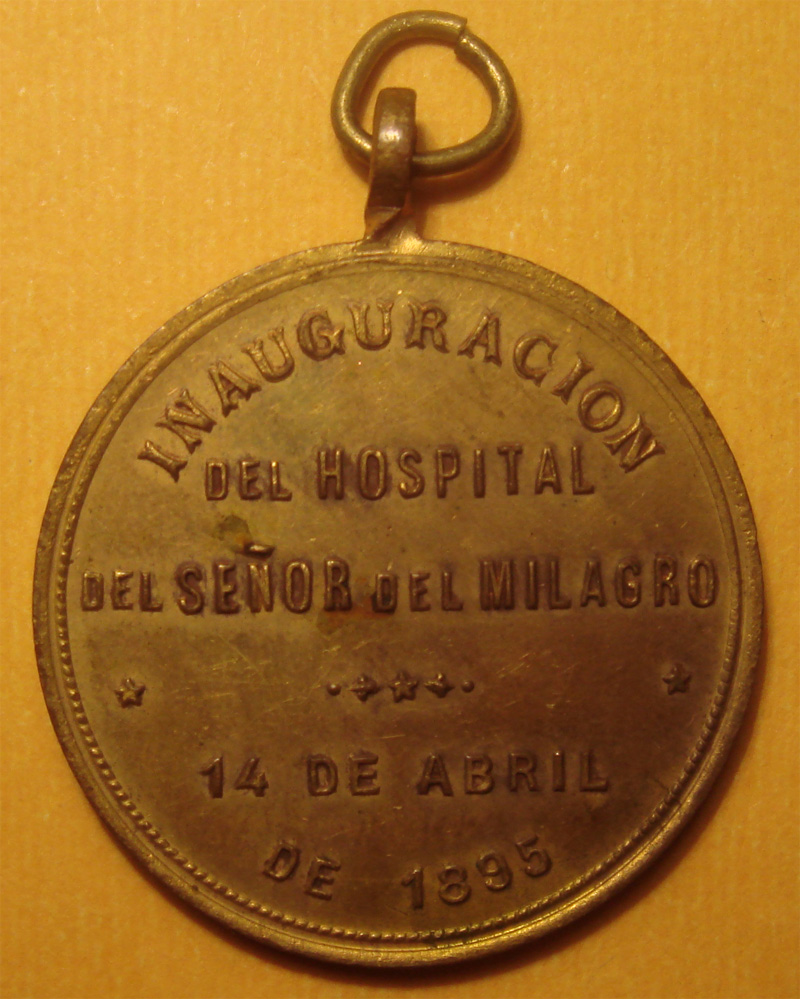 INAUGURACION
DEL HOSPITAL
DEL SEÑOR DEL MILAGRO
14 DE ABRIL
DE 1895